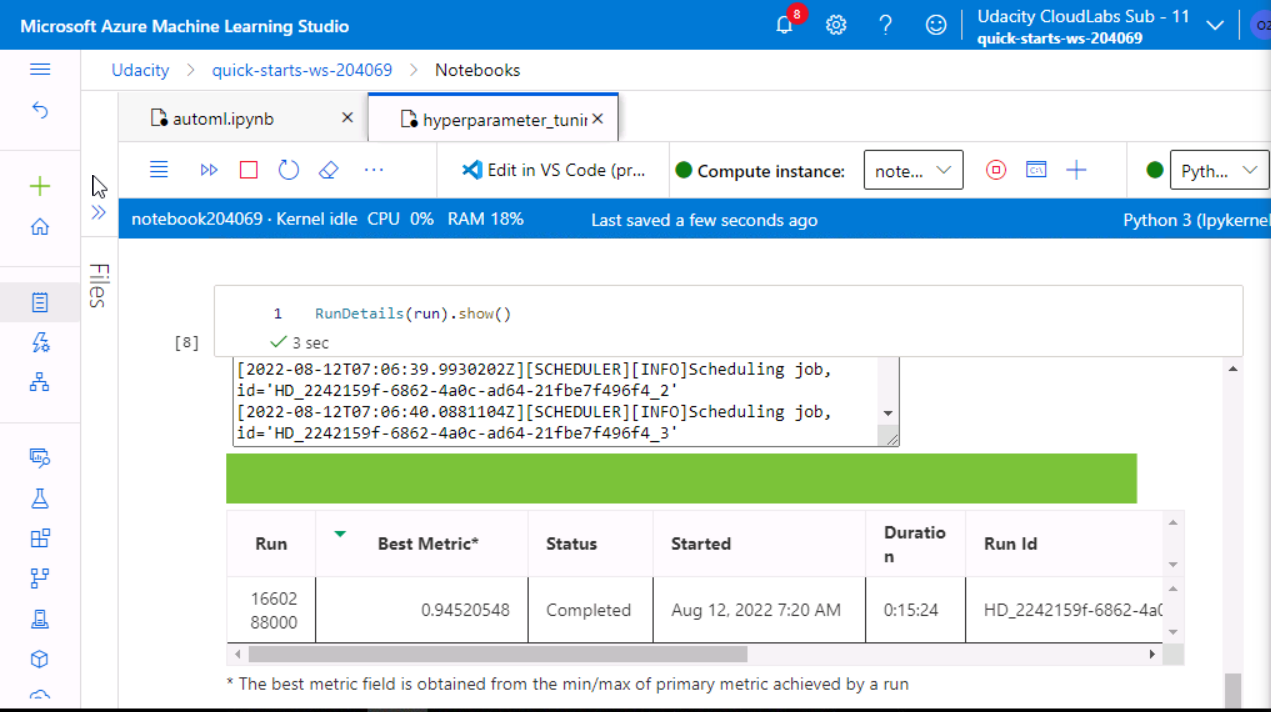 Microsoft Azure Machine Learning Studio
8
Udacity CloudLabs Sub - 11
quick-starts-ws-204069
OZ
Udacity > quick-starts-ws-204069 > Notebooks
automl.ipynb
hyperparameter_tunin
Edit in VS Code (pr...
Compute instance:
note...
Pyth...
notebook204069 · Kernel idle CPU 0% RAM 18%
Last saved a few seconds ago
Python 3 (Ipykernel
Files
1 RunDetails(run).show()
[8]
3 sec
[2022-08-12T07:06:39.9930202Z][SCHEDULER][INFO]Scheduling job,
id='HD_2242159f-6862-4a0c-ad64-21fbe7f496f4_2'
[2022-08-12T07:06:40.0881104Z][SCHEDULER][INFO]Scheduling job,
id='HD_2242159f-6862-4a0c-ad64-21fbe7f496f4_3'
Run
Best Metric*
Status
Started
Duratio
n
Run Id
16602
88000
0.94520548
Completed
Aug 12, 2022 7:20 AM
0:15:24
HD_2242159f-6862-4a0
* The best metric field is obtained from the min/max of primary metric achieved by a run